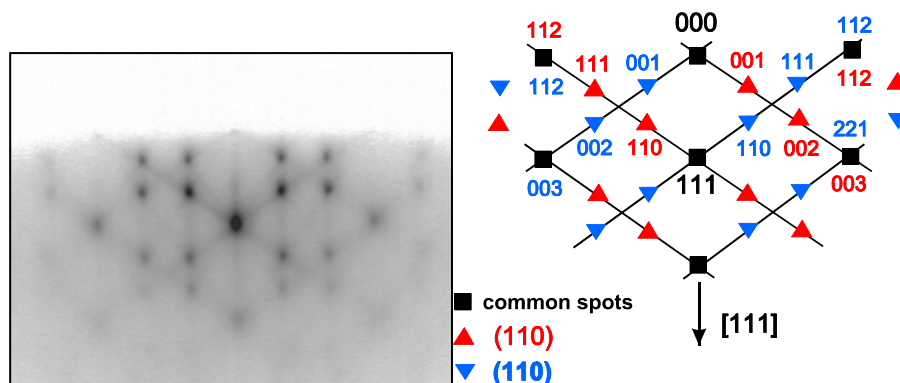 112 000 112
111 001 001 111
112 112
002 110 110 002 221
003 111 003
common spots
(110) [111]
(110)